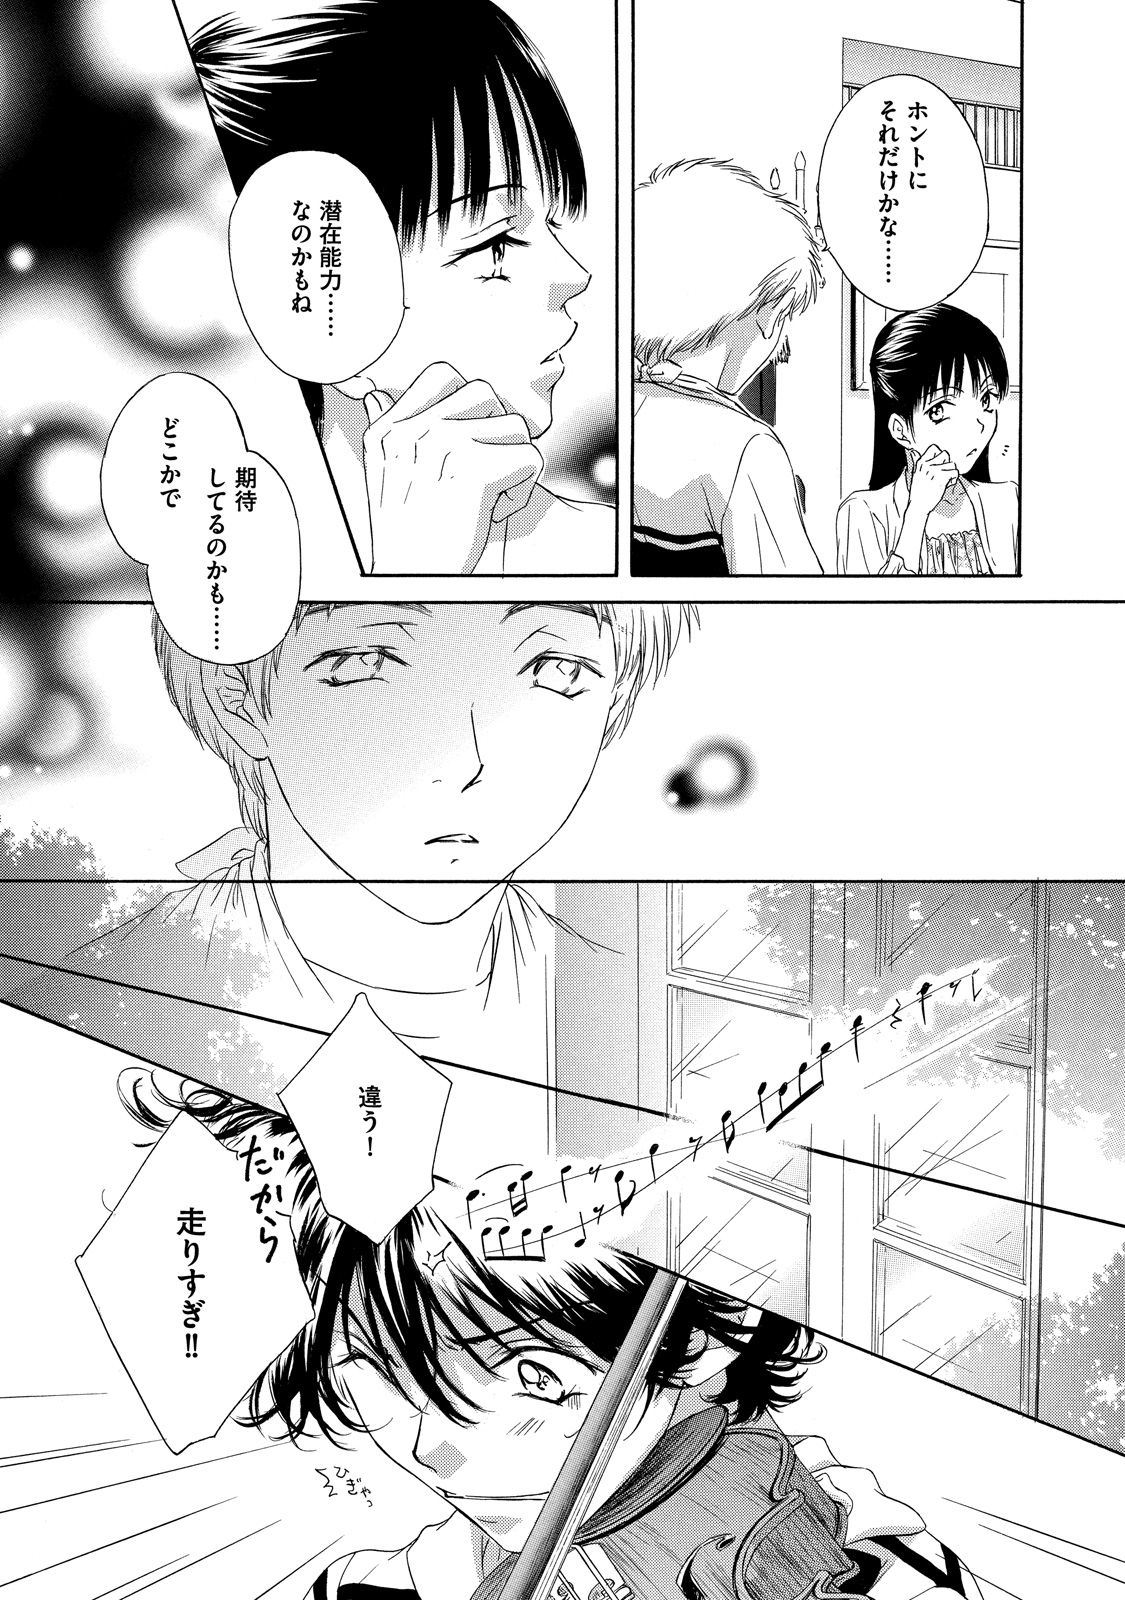 ホントに
それだけかな……
潜在能力……
なのかもね
期待
してるのかも……
どこかで
違う!
だから
走りすぎ!!
ひぎゃっ